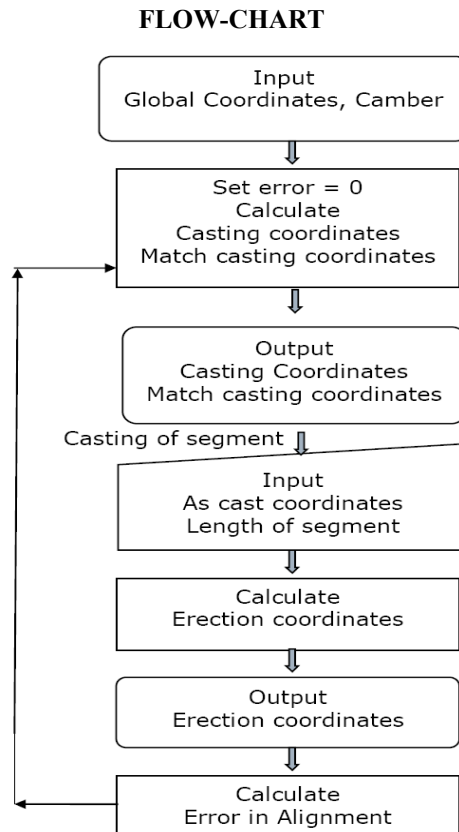 FLOW-CHART
Input
Global Coordinates, Camber
Set error = 0
Calculate
Casting coordinates
Match casting coordinates
Output
Casting Coordinates
Match casting coordinates
Casting of segment
Input
As cast coordinates
Length of segment
Calculate
Erection coordinates
Output
Erection coordinates
Calculate
Error in Alignment